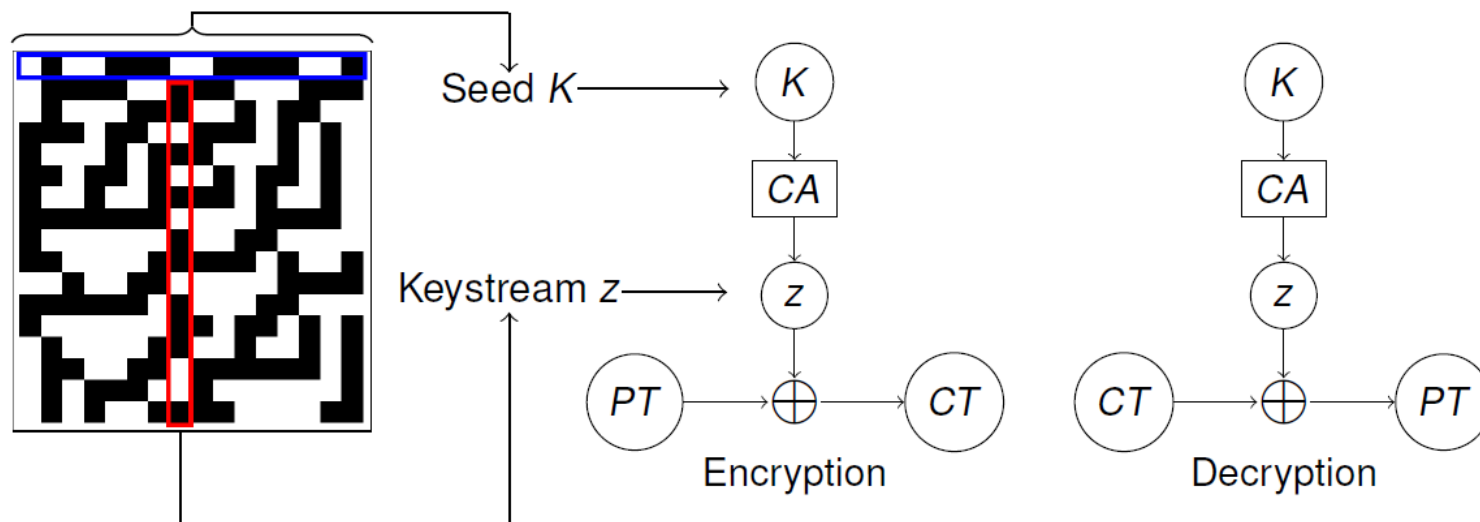 Seed K
K
K
CA
CA
Keystream z
z
z
PT
CT
CT
PT
Encryption
Decryption